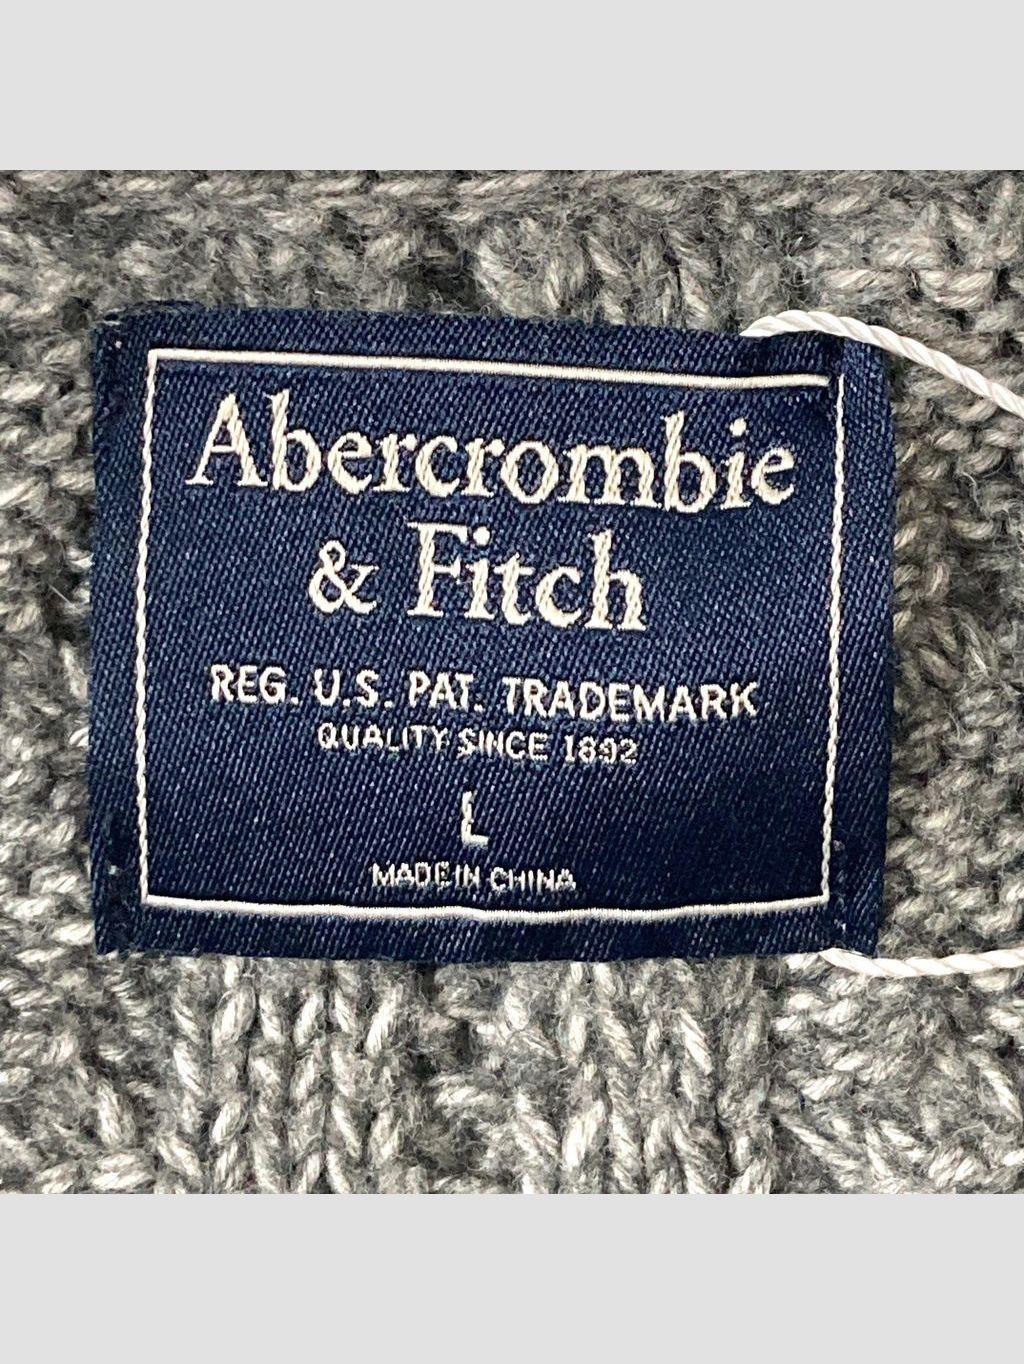 Abercrombie
& Fitch
REG. U.S. PAT. TRADEMARK
QUALITY SINCE 1892
L
MADE IN CHINA